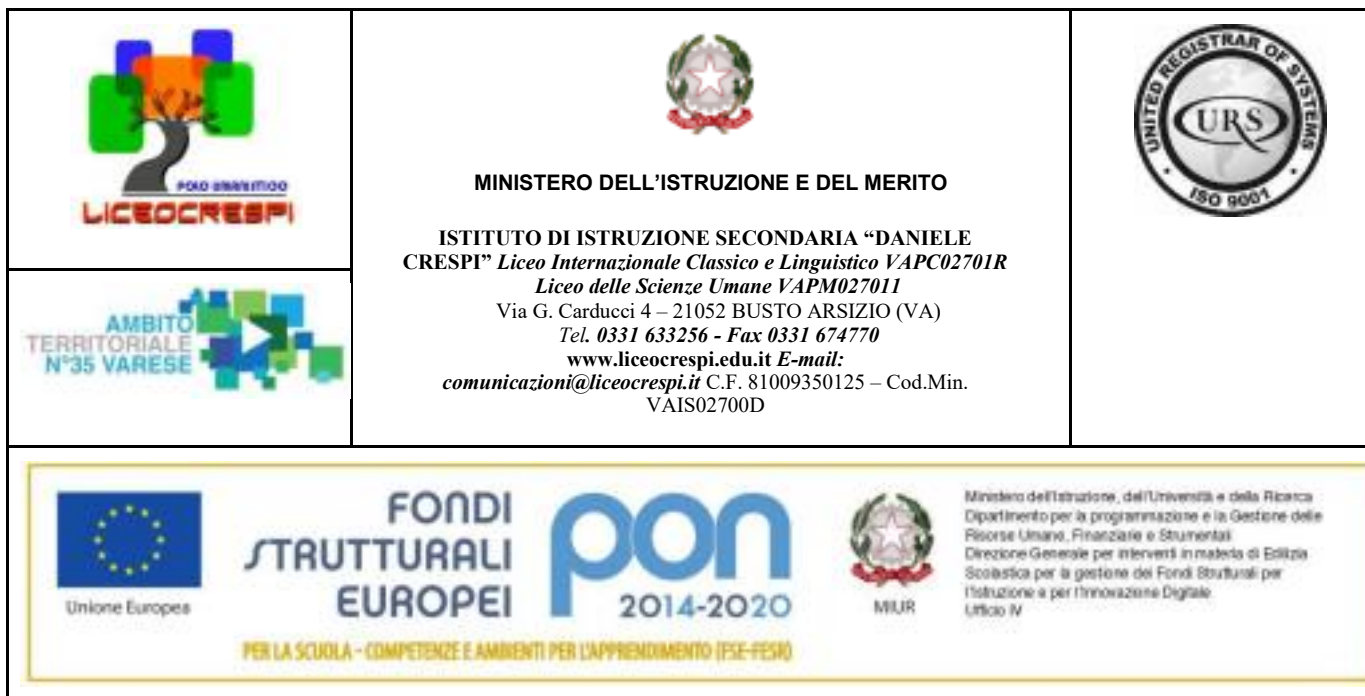 POLO UMANISTICO
LICEOCRESPI
AMBITO
TERRITORIALE
N°35 VARESE
MINISTERO DELL’ISTRUZIONE E DEL MERITO
ISTITUTO DI ISTRUZIONE SECONDARIA “DANIELE
CRESPI” Liceo Internazionale Classico e Linguistico VAPC02701R
Liceo delle Scienze Umane VAPM027011
Via G. Carducci 4 – 21052 BUSTO ARSIZIO (VA)
Tel. 0331 633256 - Fax 0331 674770
www.liceocrespi.edu.it E-mail:
comunicazioni@liceocrespi.it C.F. 81009350125 – Cod.Min.
VAIS02700D
UNITED REGISTRAR OF SYSTEMS
URS
ISO 9001
Unione Europea
FONDI
STRUTTURALI
EUROPEI
pon
2014-2020
PER LA SCUOLA - COMPETENZE E AMBIENTI PER L'APPRENDIMENTO (FSE-FESR)
MIUR
Ministero dell'Istruzione, dell'Università e della Ricerca
Dipartimento per la programmazione e la Gestione delle
Risorse Umane, Finanziarie e Strumentali
Direzione Generale per interventi in materia di Edilizia
Scolastica per la gestione dei Fondi Strutturali per
l'Istruzione e per l'Innovazione Digitale
Ufficio IV